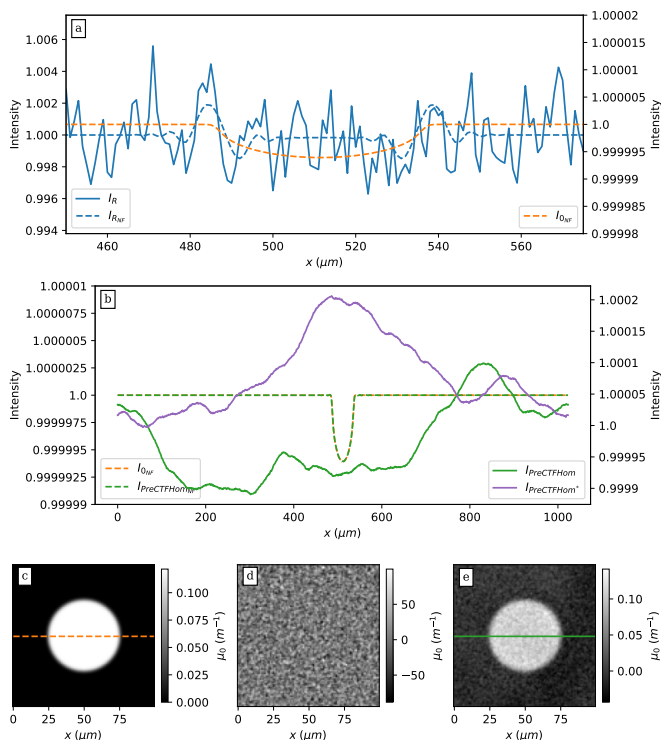 a
1.006
1.004
1.002
1.000
0.998
0.996
0.994
Intensity
1.00002
1.000015
1.00001
1.000005
1.0
0.999995
0.99999
0.999985
0.99998
Intensity
I_R
I_{R_{NF}}
I_{0_{NF}}
460 480 500 520 540 560
x (μm)
b
1.00001
1.0000075
1.000005
1.0000025
1.0
0.9999975
0.999995
0.9999925
0.99999
Intensity
1.0002
1.00015
1.0001
1.00005
1.0
0.99995
0.9999
Intensity
I_{0_{NF}}
I_{PreCTFHom_{NF}}
I_{PreCTFHom}
I_{PreCTFHom^*}
0 200 400 600 800 1000
x (μm)
c
0.100
0.075
0.050
0.025
0.000
μ_0 (m^{-1})
0 25 50 75
x (μm)
d
50
0
−50
μ_0 (m^{-1})
0 25 50 75
x (μm)
e
0.10
0.05
0.00
μ_0 (m^{-1})
0 25 50 75
x (μm)